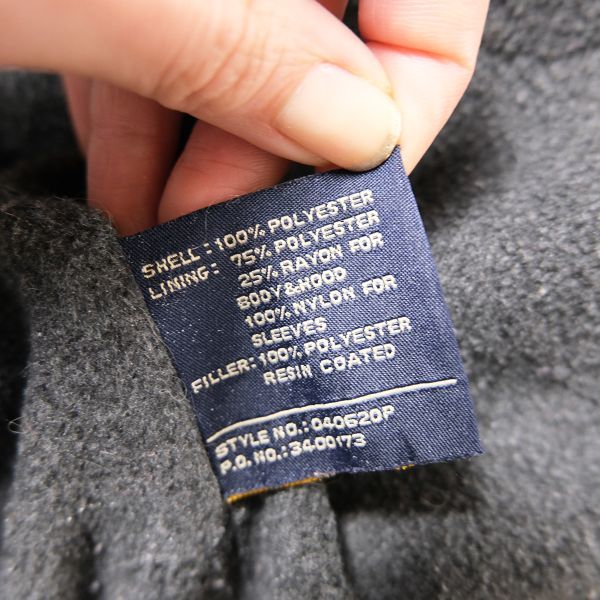 SHELL: 100% POLYESTER
LINING: 75% POLYESTER
25% RAYON FOR
BODY&HOOD
100% NYLON FOR
SLEEVES
FILLER: 100% POLYESTER
RESIN COATED
STYLE NO.: 040620P
P.O. NO.: 3400173